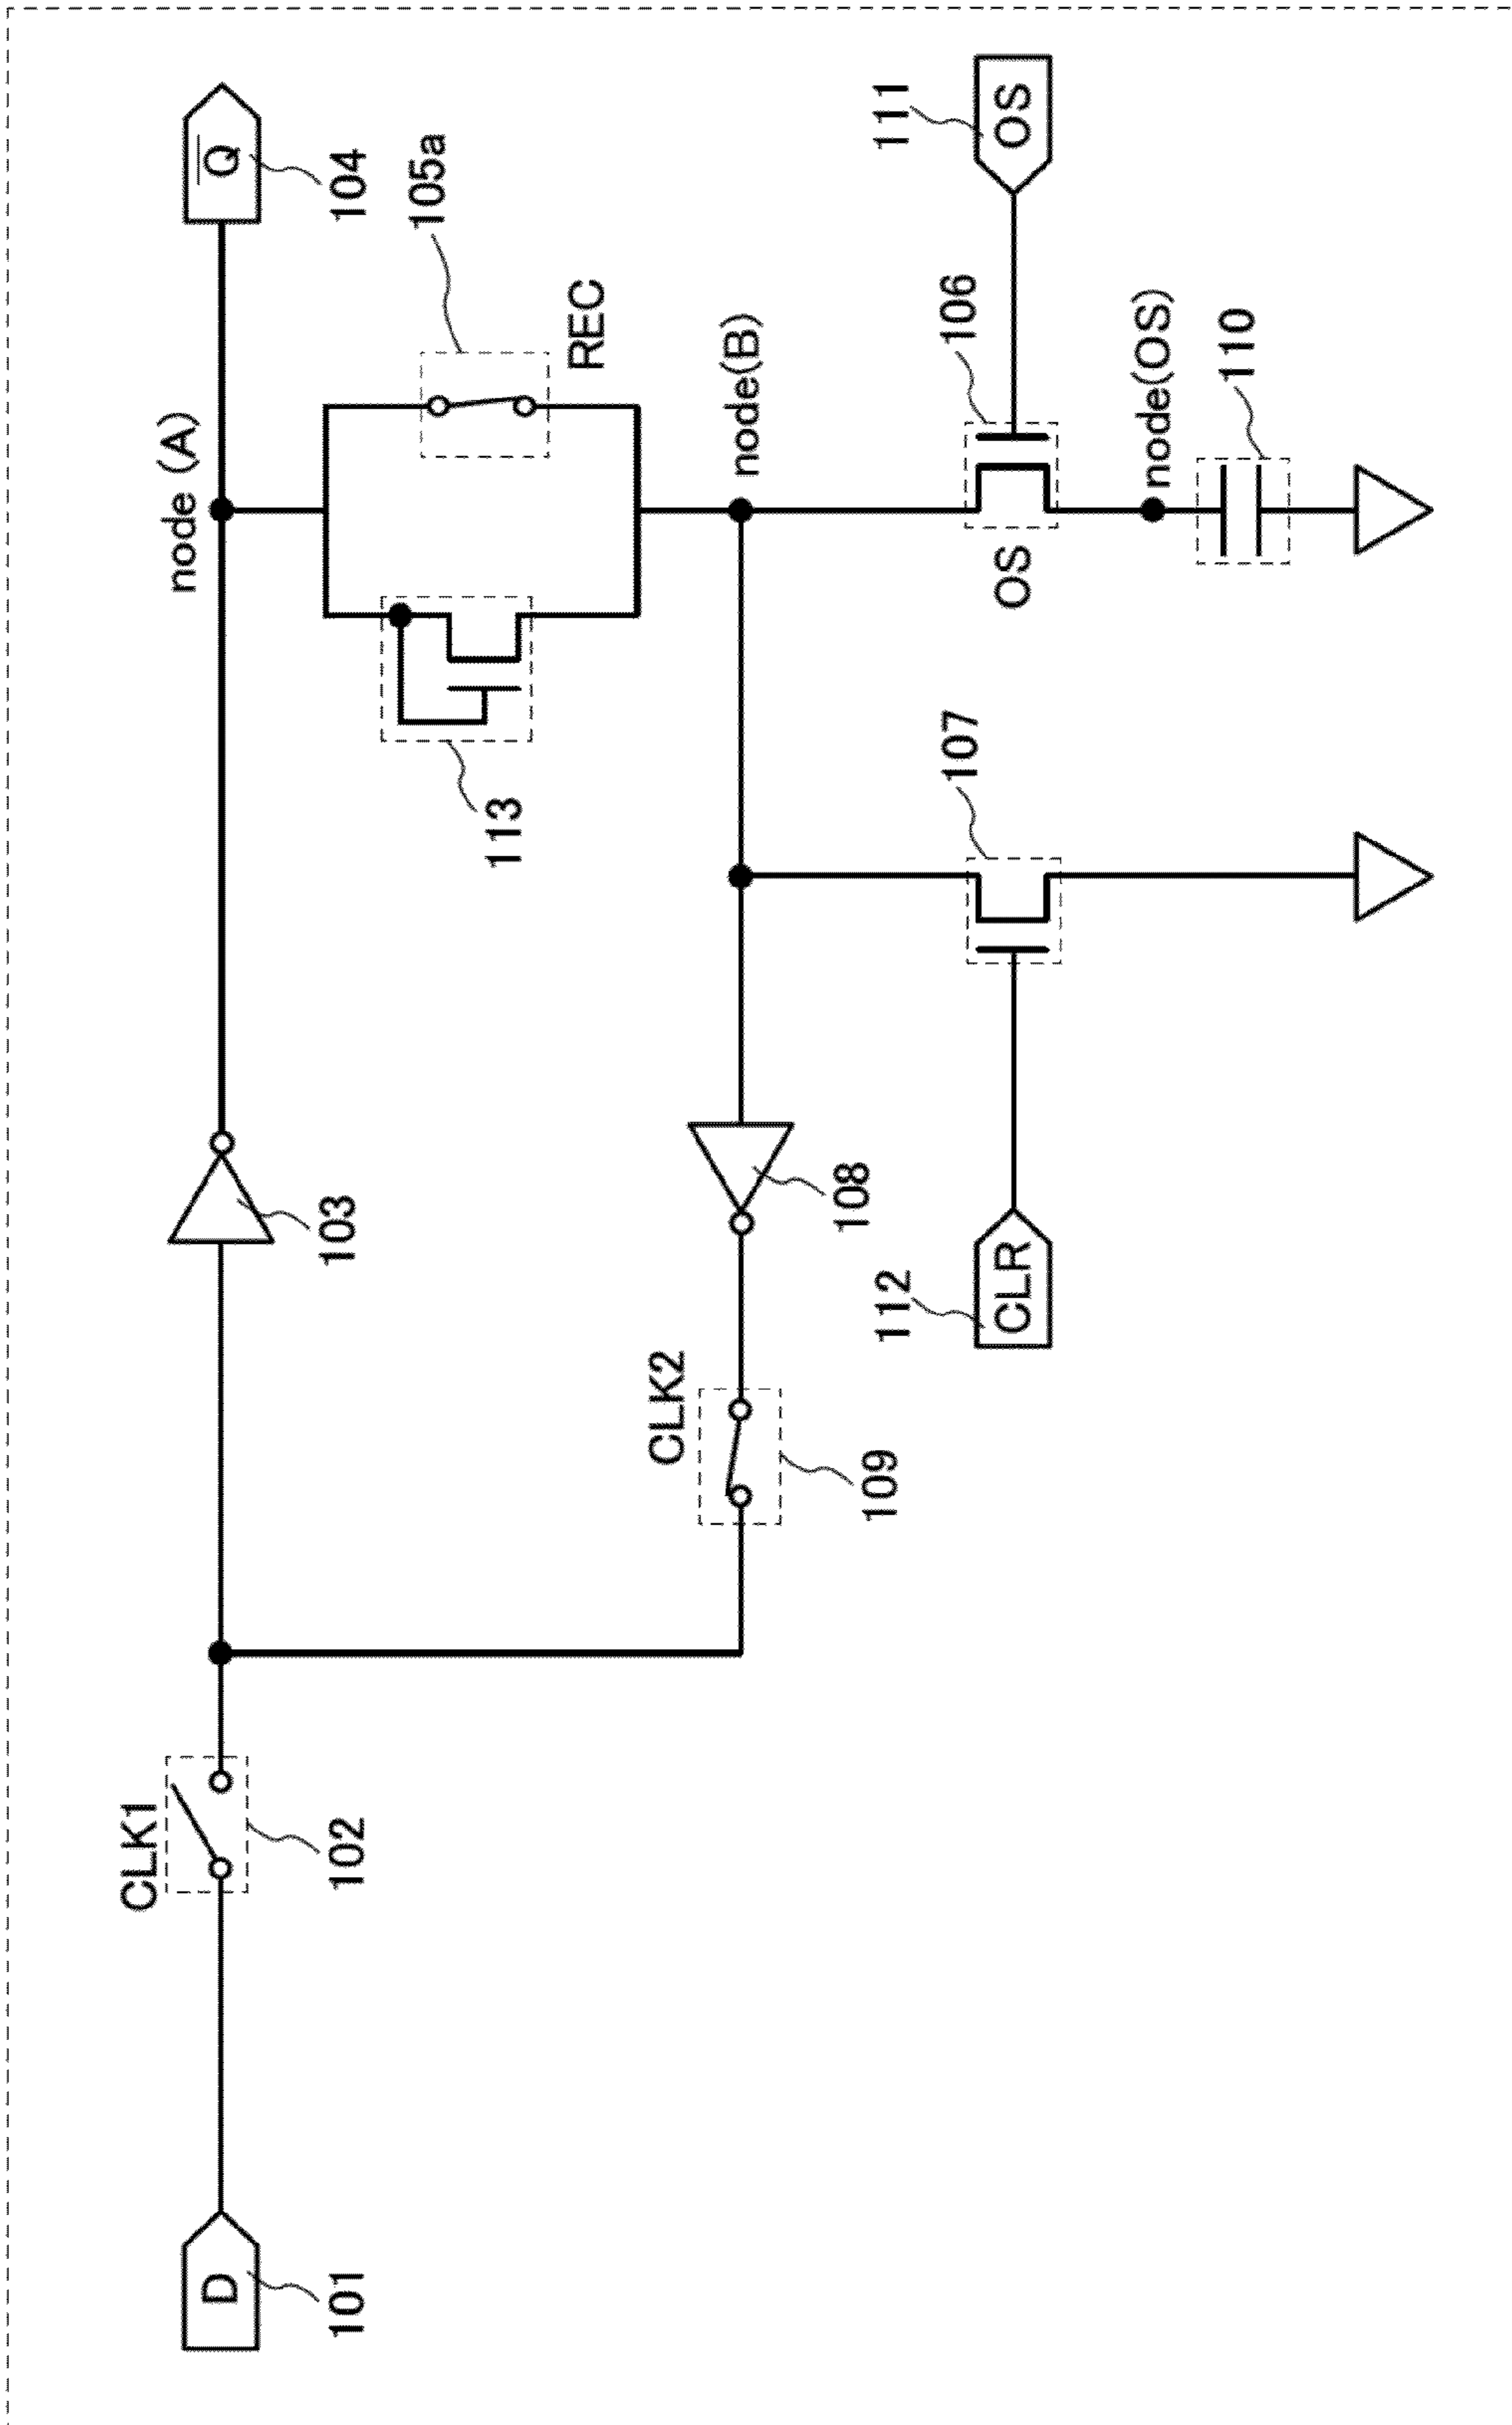 D
101
CLK1
102
103
node (A)
Q̅
104
105a
REC
113
node(B)
CLK2
109
108
107
106
OS
111
OS
112
CLR
node(OS)
110